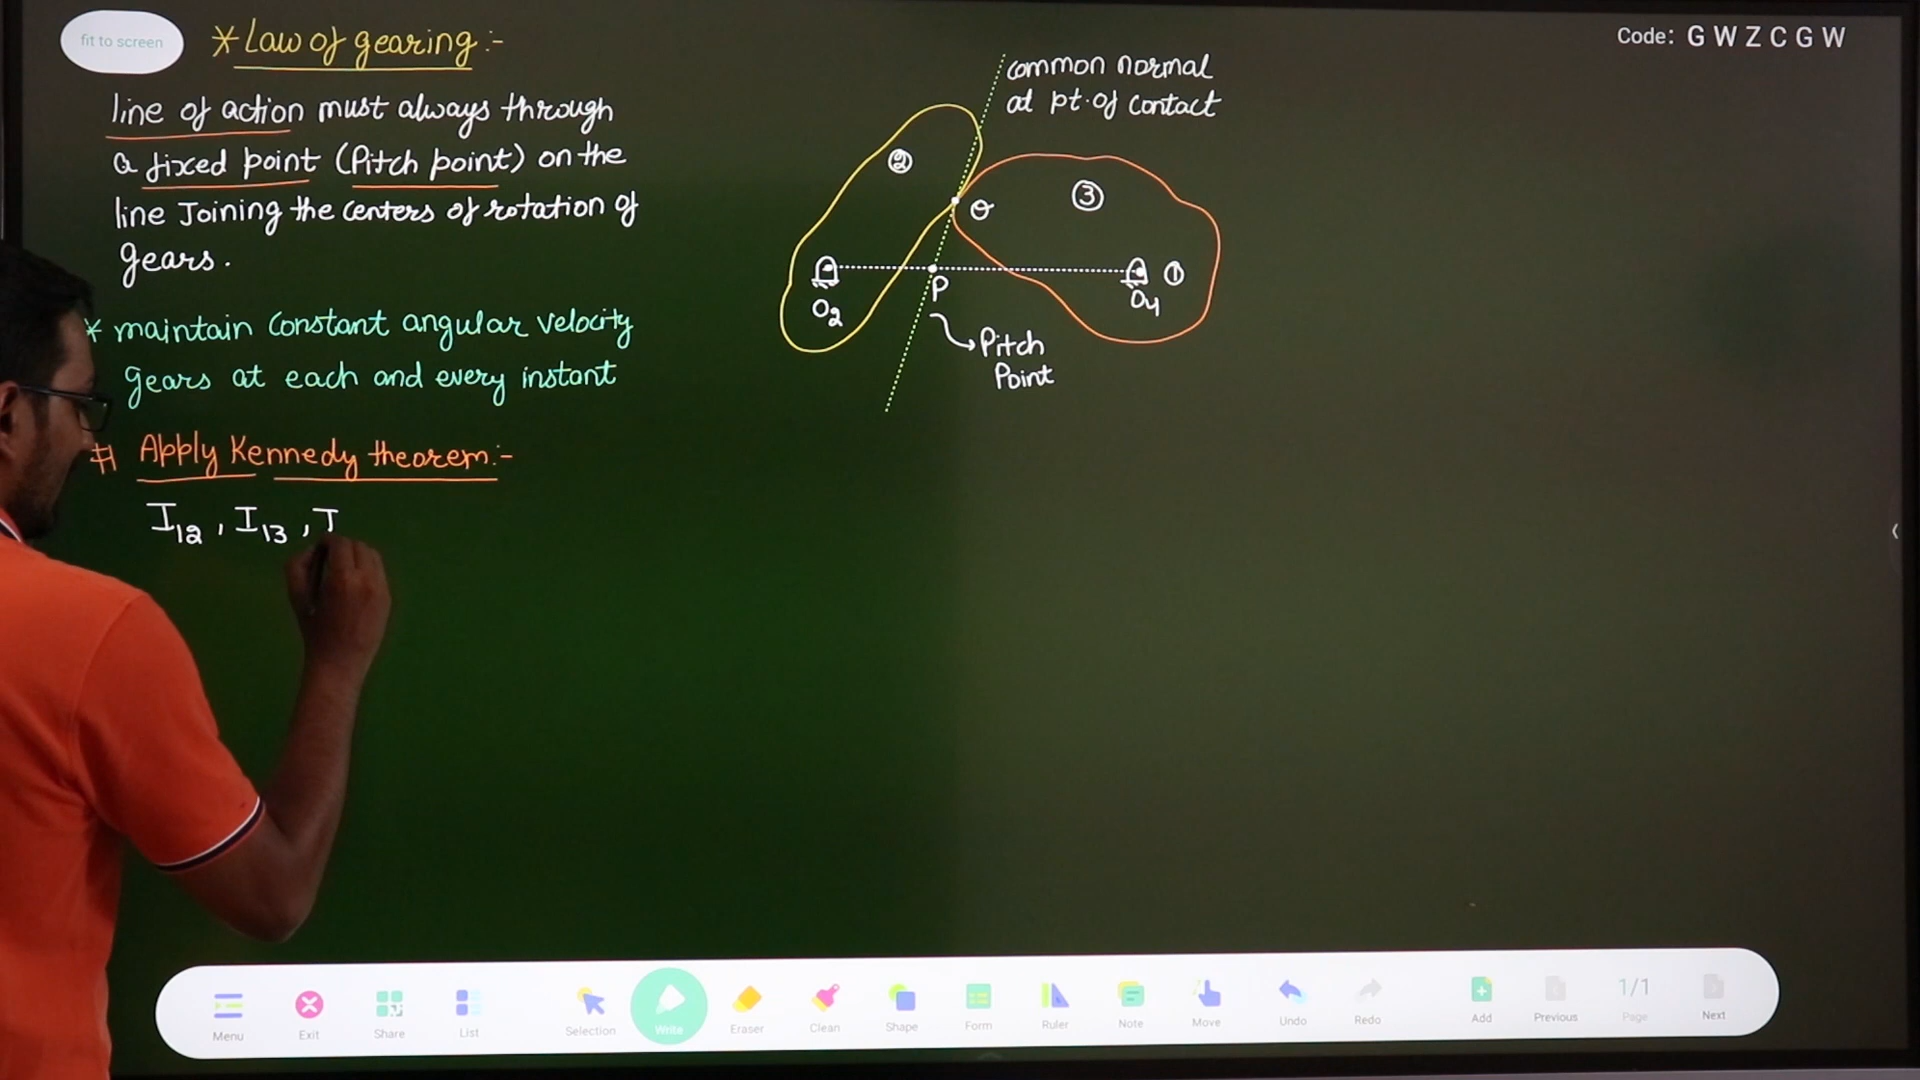 fit to screen
* Law of gearing :-
Code: G W Z C G W
line of action must always through
a fixed point (Pitch point) on the
line Joining the centers of rotation of
gears.
* maintain constant angular velocity
gears at each and every instant
# Apply Kennedy theorem:-
I12, I13, I
common normal
at pt. of contact
2
3
O
O2
P
O4
1
Pitch
Point
Menu
Exit
Share
List
Selection
Write
Eraser
Clean
Shape
Form
Ruler
Note
Move
Undo
Redo
Add
Previous
1/1
Page
Next